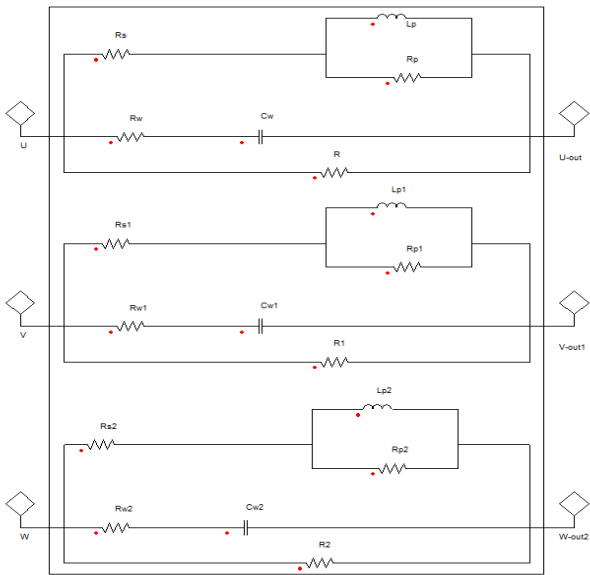 Lp
Rs
Rp
Rw
Cw
U
U-out
R
Lp1
Rs1
Rp1
Rw1
Cw1
V
V-out1
R1
Lp2
Rs2
Rp2
Rw2
Cw2
W
W-out2
R2